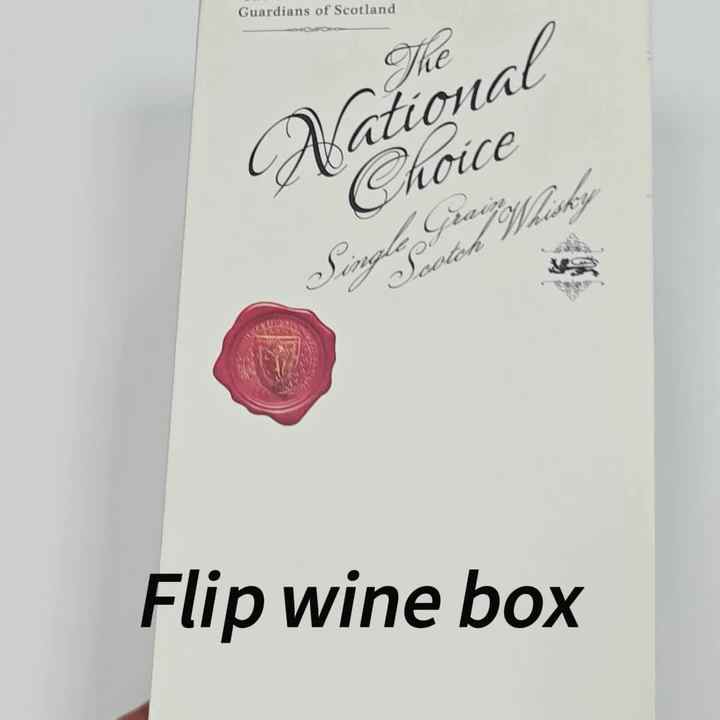 Guardians of Scotland
The
National
Choice
Single Grain
Scotch Whisky
Flip wine box